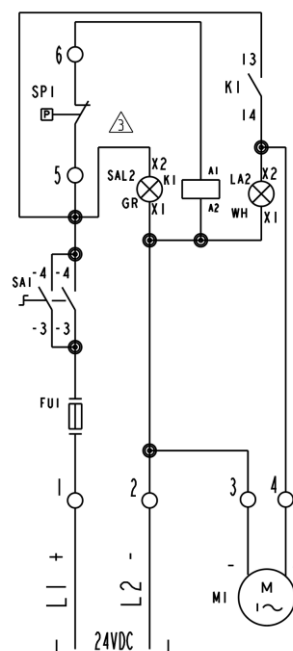 6
13
SP1
K1
P
3
14
X2
SAL2
K1
A1
LA2
X2
5
GR
X1
A2
WH
X1
-4 -4
SA1
-3 -3
FU1
1
2
3
4
+
-
-
L1
L2
M
M1
1~
24VDC